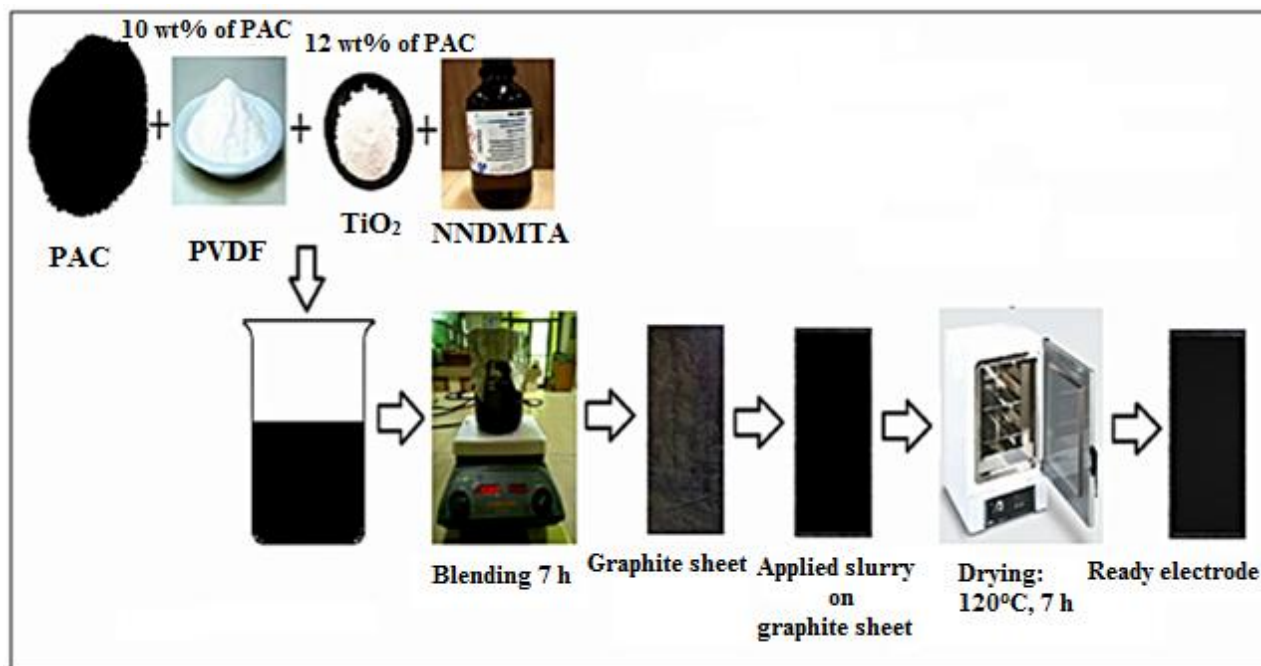 10 wt% of PAC
12 wt% of PAC
PAC
PVDF
TiO₂
NNDMTA
Blending 7 h
Graphite sheet
Applied slurry
on
graphite sheet
Drying:
120°C, 7 h
Ready electrode